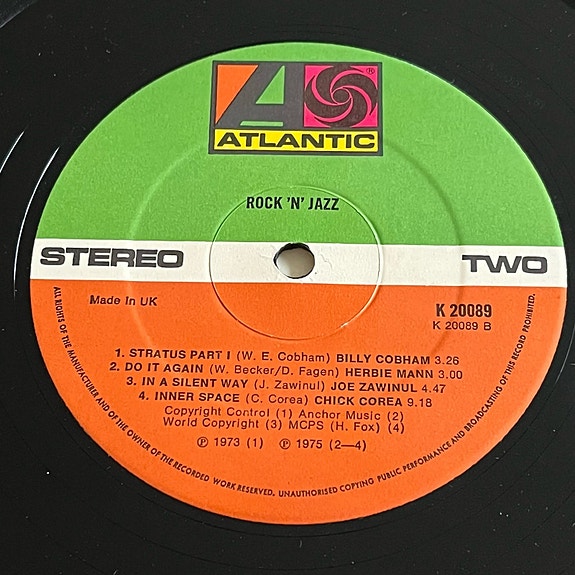 ATLANTIC
®
ROCK 'N' JAZZ
STEREO TWO
Made In UK
K 20089
K 20089 B
1. STRATUS PART I (W. E. Cobham) BILLY COBHAM 3.26
2. DO IT AGAIN (W. Becker/D. Fagen) HERBIE MANN 3.00
3. IN A SILENT WAY (J. Zawinul) JOE ZAWINUL 4.47
4. INNER SPACE (C. Corea) CHICK COREA 9.18
Copyright Control (1) Anchor Music (2)
World Copyright (3) MCPS (H. Fox) (4)
℗ 1973 (1) ℗ 1975 (2—4)
ALL RIGHTS OF THE MANUFACTURER AND OF THE OWNER OF THE RECORDED WORK RESERVED. UNAUTHORISED COPYING PUBLIC PERFORMANCE AND BROADCASTING OF THIS RECORD PROHIBITED.